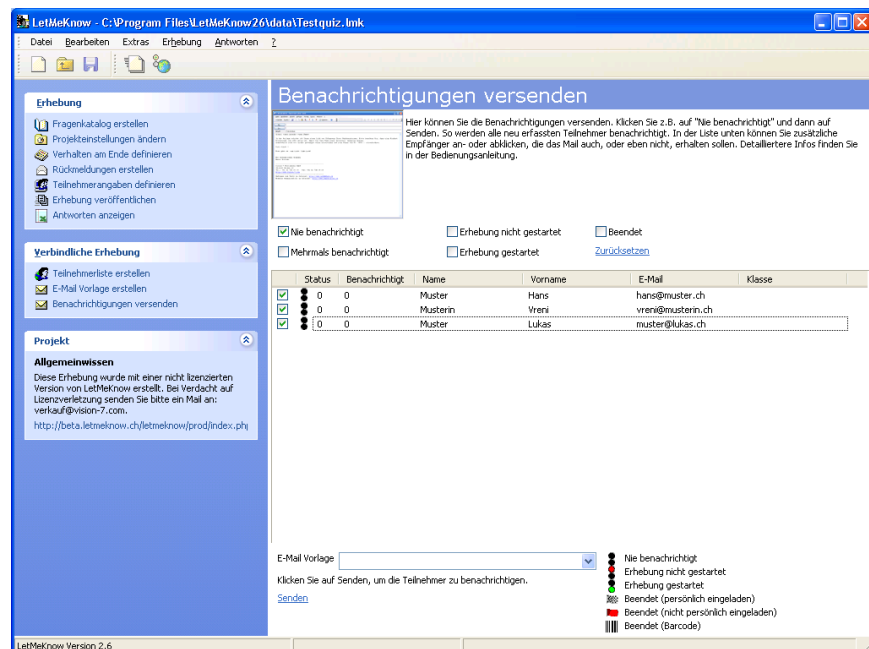 LetMeKnow - C:\Program Files\LetMeKnow26\data\Testquiz.lmk
Datei Bearbeiten Extras Erhebung Antworten ?
Erhebung
Fragenkatalog erstellen
Projekteinstellungen ändern
Verhalten am Ende definieren
Rückmeldungen erstellen
Teilnehmerangaben definieren
Erhebung veröffentlichen
Antworten anzeigen
Verbindliche Erhebung
Teilnehmerliste erstellen
E-Mail Vorlage erstellen
Benachrichtigungen versenden
Projekt
Allgemeinwissen
Diese Erhebung wurde mit einer nicht lizenzierten
Version von LetMeKnow erstellt. Bei Verdacht auf
Lizenzverletzung senden Sie bitte ein Mail an:
verkauf@vision-7.com.
http://beta.letmeknow.ch/letmeknow/prod/index.php
Benachrichtigungen versenden
Hier können Sie die Benachrichtigungen versenden. Klicken Sie z.B. auf "Nie benachrichtigt" und dann auf
Senden. So werden alle neu erfassten Teilnehmer benachrichtigt. In der Liste unten können Sie zusätzliche
Empfänger an- oder abklicken, die das Mail auch, oder eben nicht, erhalten sollen. Detailliertere Infos finden Sie
in der Bedienungsanleitung.
Nie benachrichtigt Erhebung nicht gestartet Beendet
Mehrmals benachrichtigt Erhebung gestartet Zurücksetzen
Status Benachrichtigt Name Vorname E-Mail Klasse
0 0 Muster Hans hans@muster.ch
0 0 Musterin Vreni vreni@musterin.ch
0 0 Muster Lukas muster@lukas.ch
E-Mail Vorlage
Klicken Sie auf Senden, um die Teilnehmer zu benachrichtigen.
Senden
Nie benachrichtigt
Erhebung nicht gestartet
Erhebung gestartet
Beendet (persönlich eingeladen)
Beendet (nicht persönlich eingeladen)
Beendet (Barcode)
LetMeKnow Version 2.6